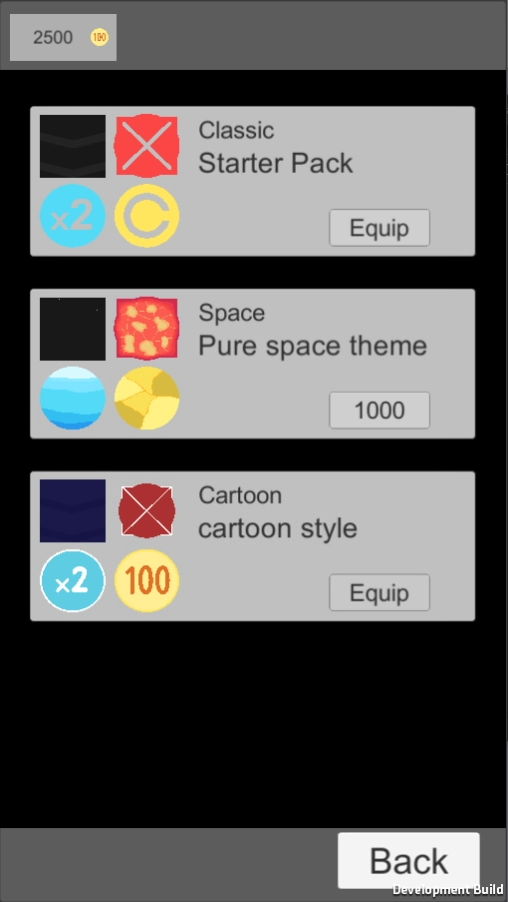 2500 100
Classic
Starter Pack
x2
Equip
Space
Pure space theme
1000
Cartoon
cartoon style
x2 100
Equip
Back
Development Build